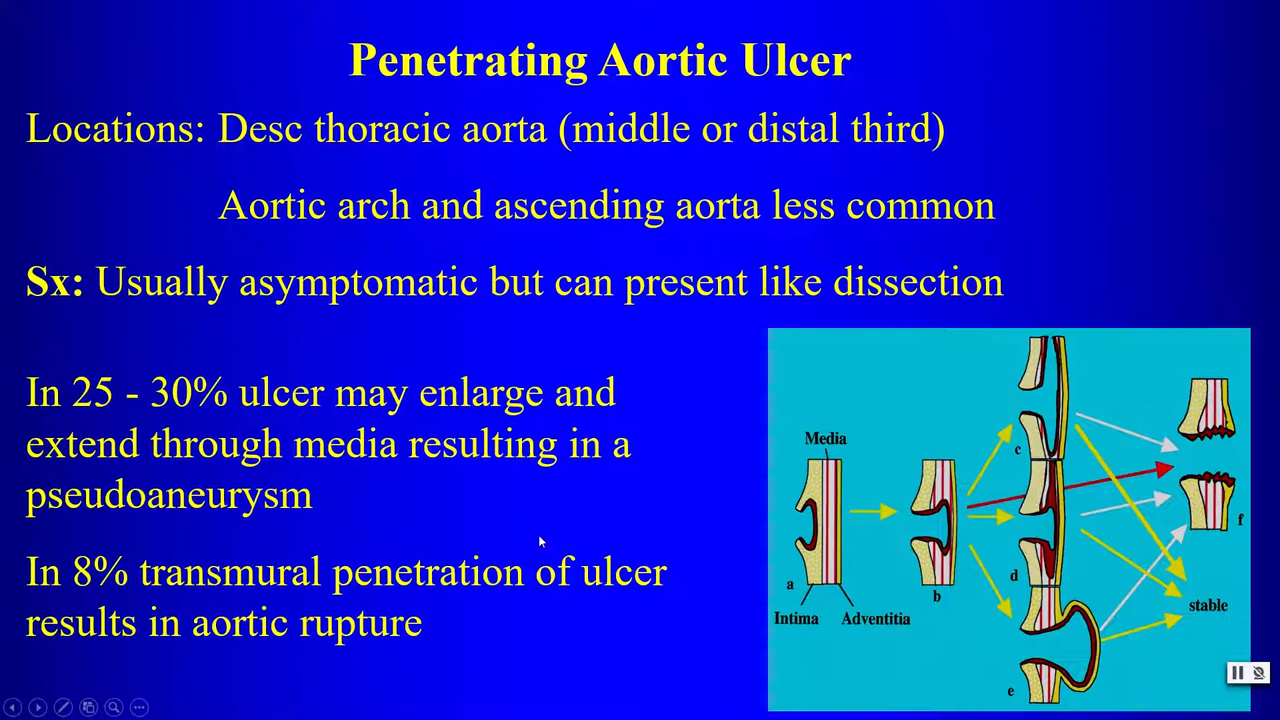 Penetrating Aortic Ulcer
Locations: Desc thoracic aorta (middle or distal third)
Aortic arch and ascending aorta less common
Sx: Usually asymptomatic but can present like dissection
In 25 - 30% ulcer may enlarge and
extend through media resulting in a
pseudoaneurysm
In 8% transmural penetration of ulcer
results in aortic rupture
Media
a
Intima
Adventitia
b
c
d
e
f
stable